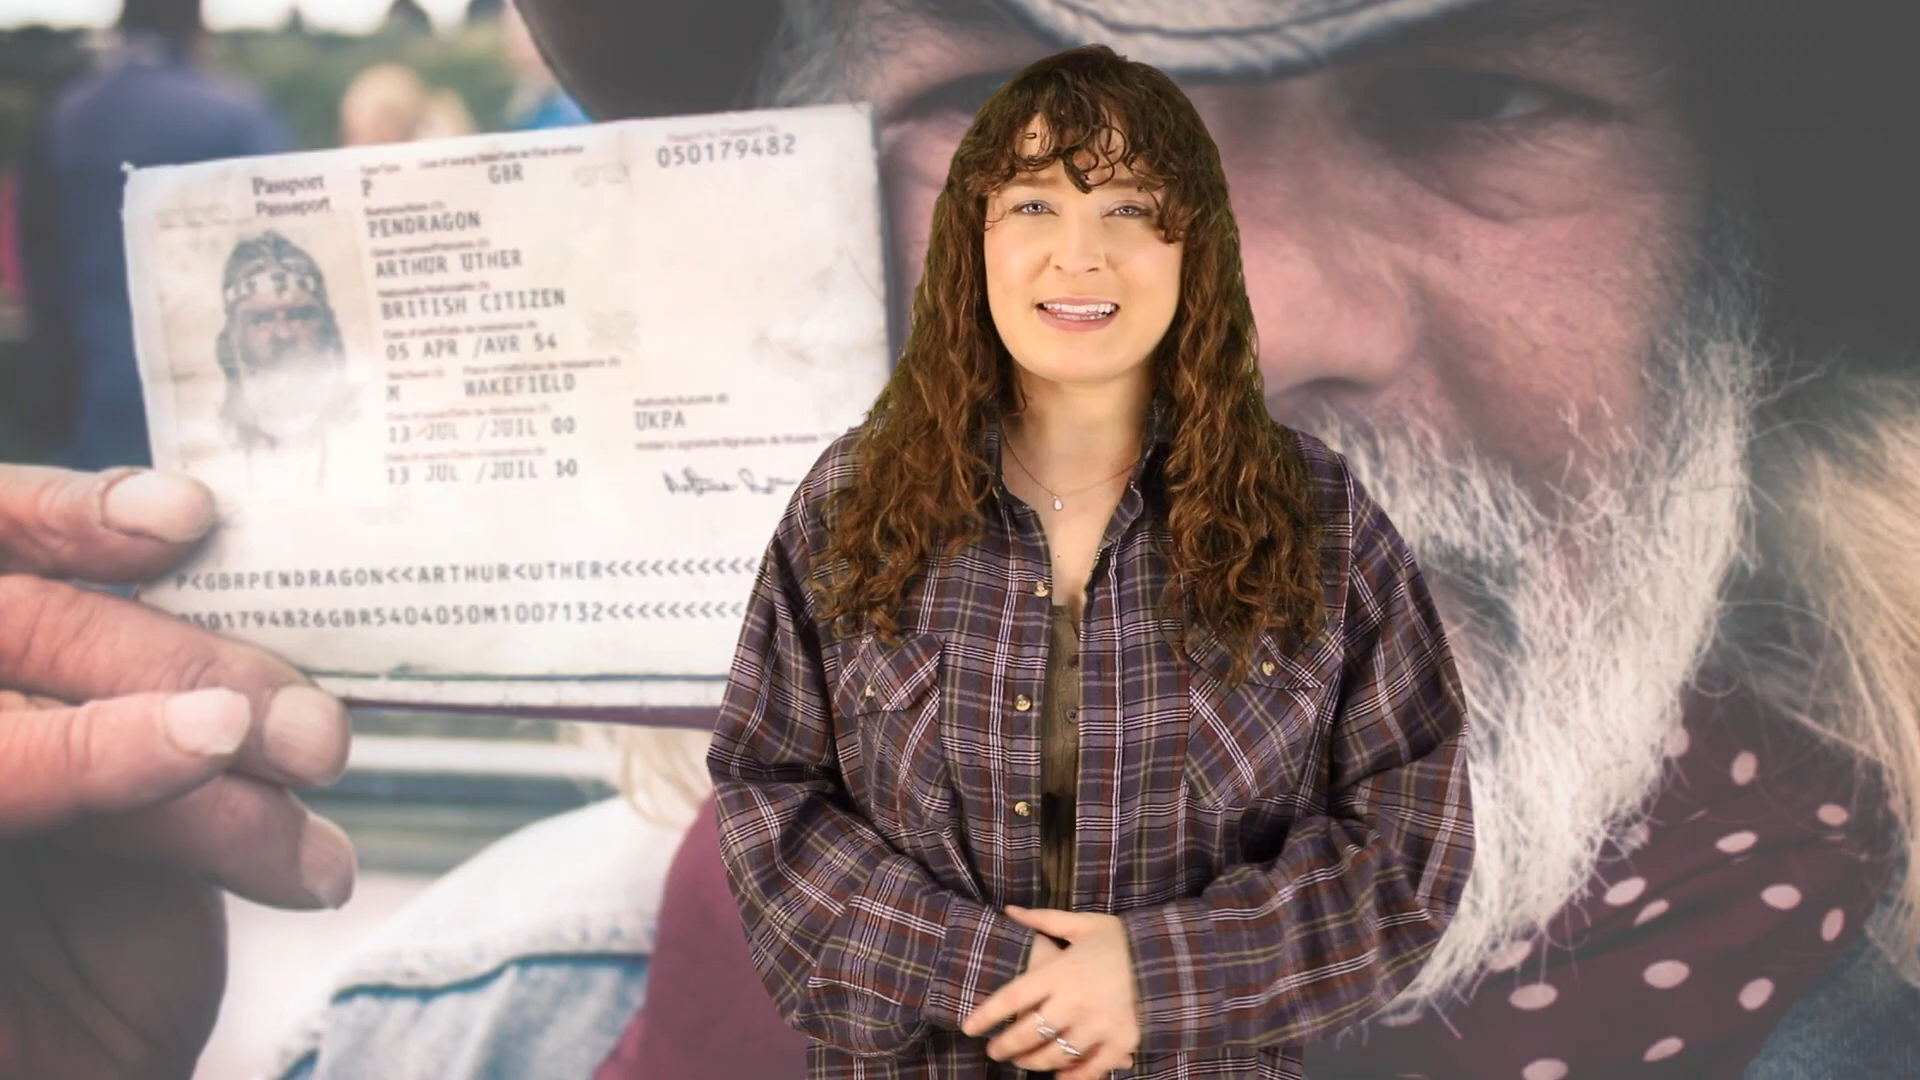 Passport
Passeport
P
GBR
050179482
PENDRAGON
ARTHUR UTHER
BRITISH CITIZEN
05 APR /AVR 54
M WAKEFIELD
13 JUL /JUIL 00
UKPA
13 JUL /JUIL 10
P<GBRPENDRAGON<<ARTHUR<UTHER<<<<<<<<<<
0501794826GBR5404050M1007132<<<<<<<<<